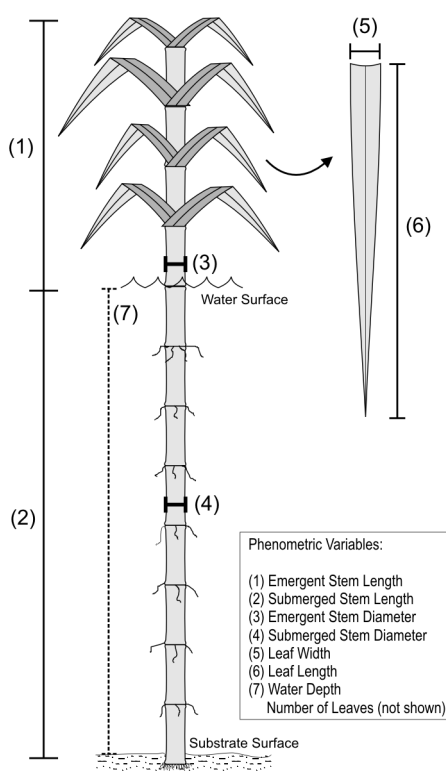 (5)
(1)
(6)
(3)
Water Surface
(7)
(2)
(4)
Phenometric Variables:
(1) Emergent Stem Length
(2) Submerged Stem Length
(3) Emergent Stem Diameter
(4) Submerged Stem Diameter
(5) Leaf Width
(6) Leaf Length
(7) Water Depth
Number of Leaves (not shown)
Substrate Surface